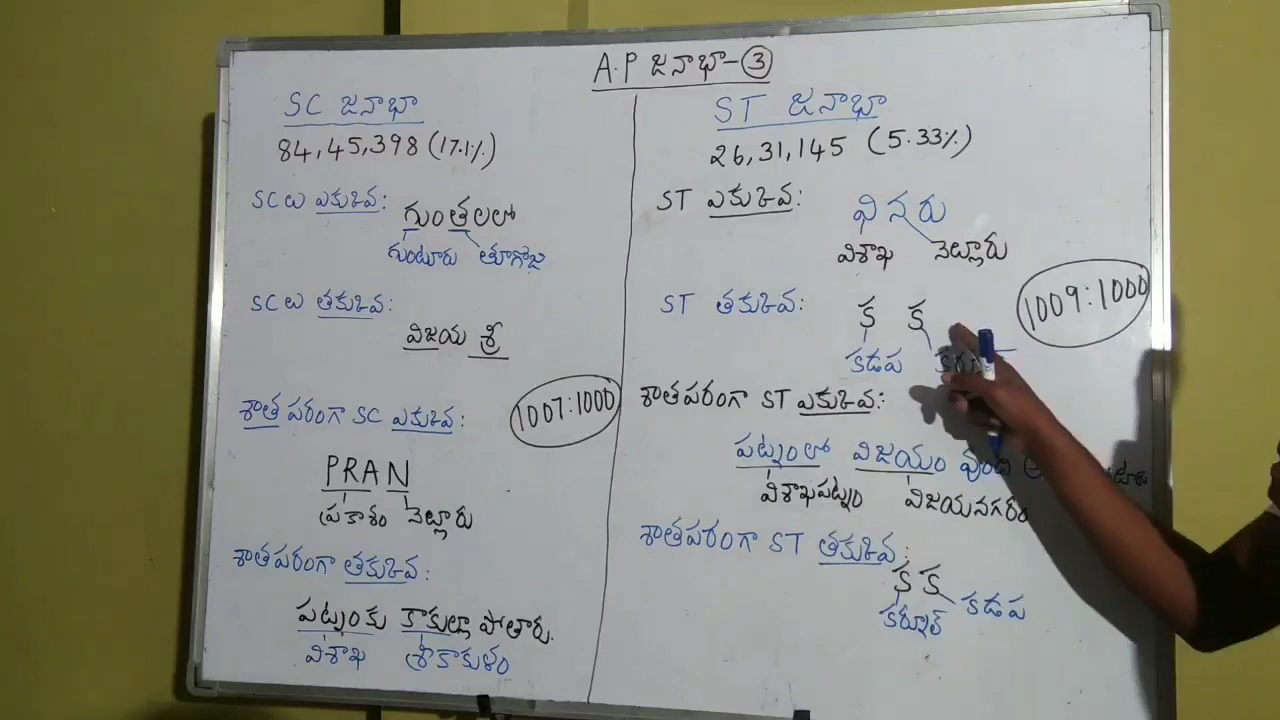 A.P జనాభా-3
SC జనాభా
84,45,398 (17.1%)
SC లు ఎక్కువ:
గుంతలలో
గుంటూరు తూగోజి
SC లు తక్కువ:
విజయ శ్రీ
శాతపరంగా SC ఎక్కువ:
1007:1000
PRAN
ప్రకాశం నెల్లూరు
శాతపరంగా తక్కువ:
పట్నంకు కాకుల్లా పోతారు.
విశాఖ శ్రీకాకుళం
ST జనాభా
26,31,145 (5.33%)
ST ఎక్కువ:
విశాఖ నెల్లూరు
1009:1000
ST తక్కువ:
క క
కడప
శాతపరంగా ST ఎక్కువ:
పట్నంలో విజయం వుంది
విశాఖపట్నం విజయనగరం
శాతపరంగా ST తక్కువ:
క క
కర్నూల్ కడప